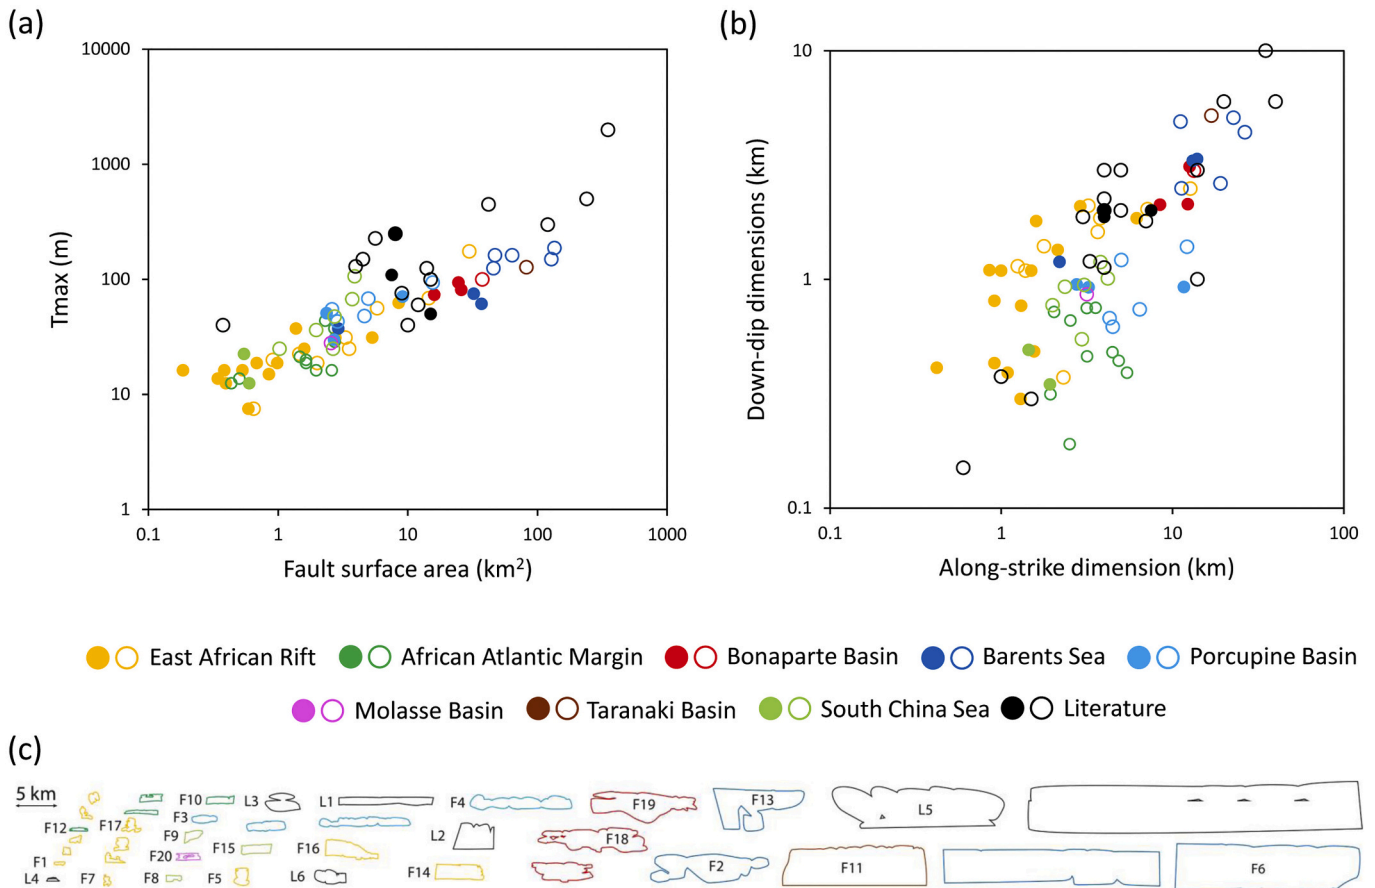 (a)
(b)
10000
1000
100
10
1
0.1
1
10
100
1000
Tmax (m)
Fault surface area (km²)
10
1
0.1
0.1
1
10
100
Down-dip dimensions (km)
Along-strike dimension (km)
East African Rift
African Atlantic Margin
Bonaparte Basin
Barents Sea
Porcupine Basin
Molasse Basin
Taranaki Basin
South China Sea
Literature
(c)
5 km
F10
L3
L1
F4
F19
F13
L5
F12
F17
F3
F9
L2
F18
F1
F20
F15
F16
F2
F11
F6
L4
F7
F8
F5
L6
F14